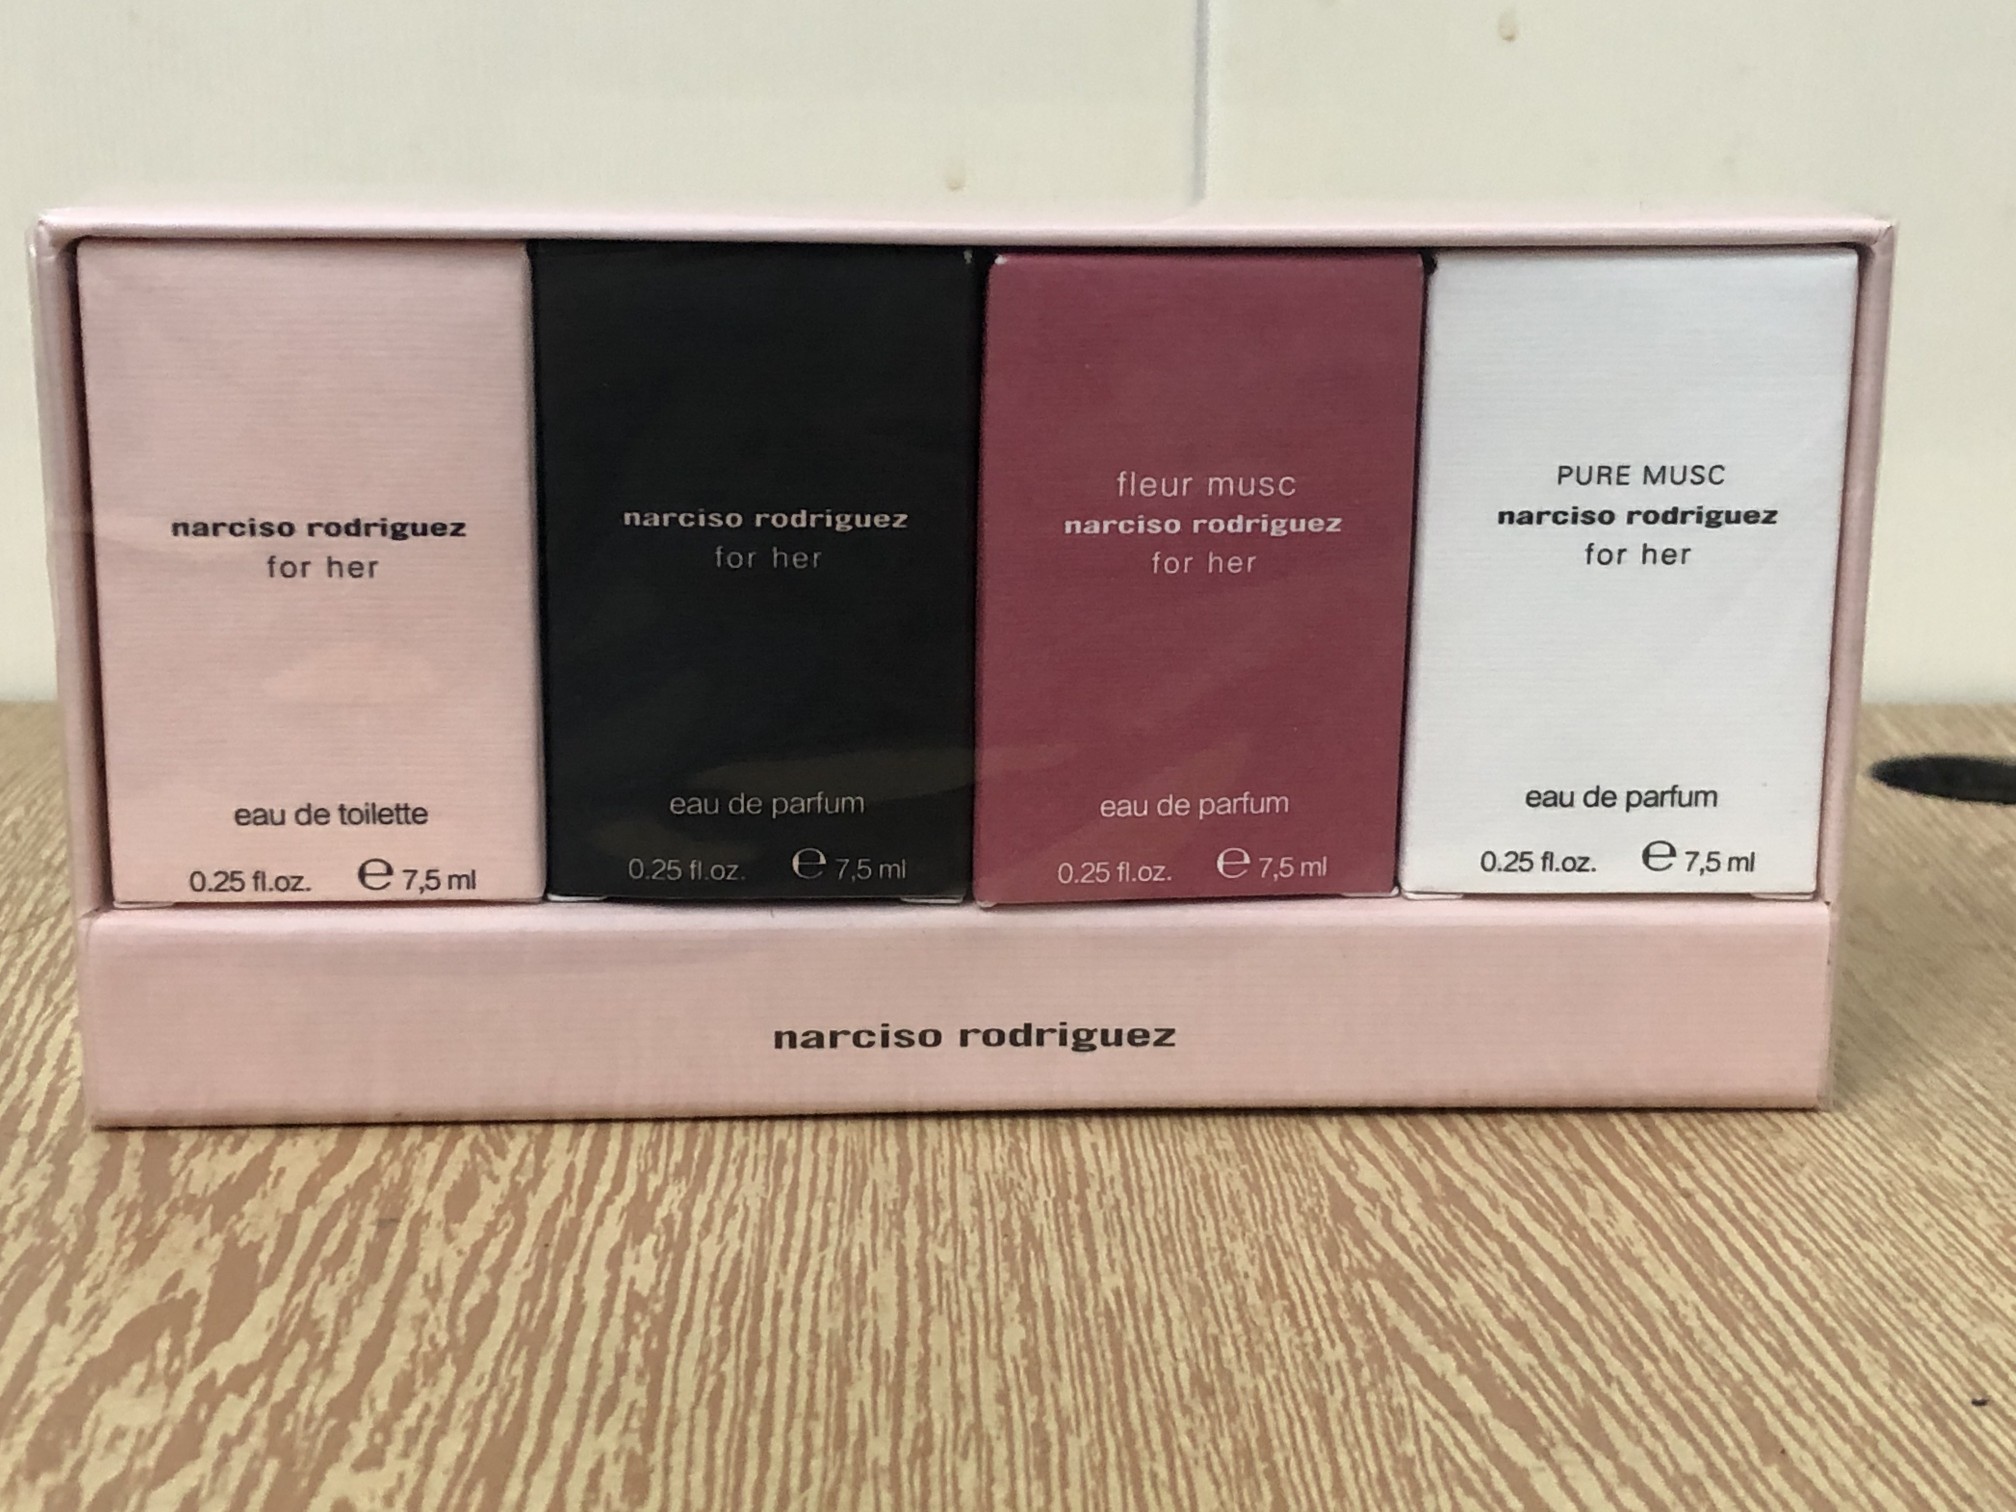 narciso rodriguez
for her
eau de toilette
0.25 fl.oz. ℮ 7,5 ml
narciso rodriguez
for her
eau de parfum
0.25 fl.oz. ℮ 7,5 ml
fleur musc
narciso rodriguez
for her
eau de parfum
0.25 fl.oz. ℮ 7,5 ml
PURE MUSC
narciso rodriguez
for her
eau de parfum
0.25 fl.oz. ℮ 7,5 ml
narciso rodriguez